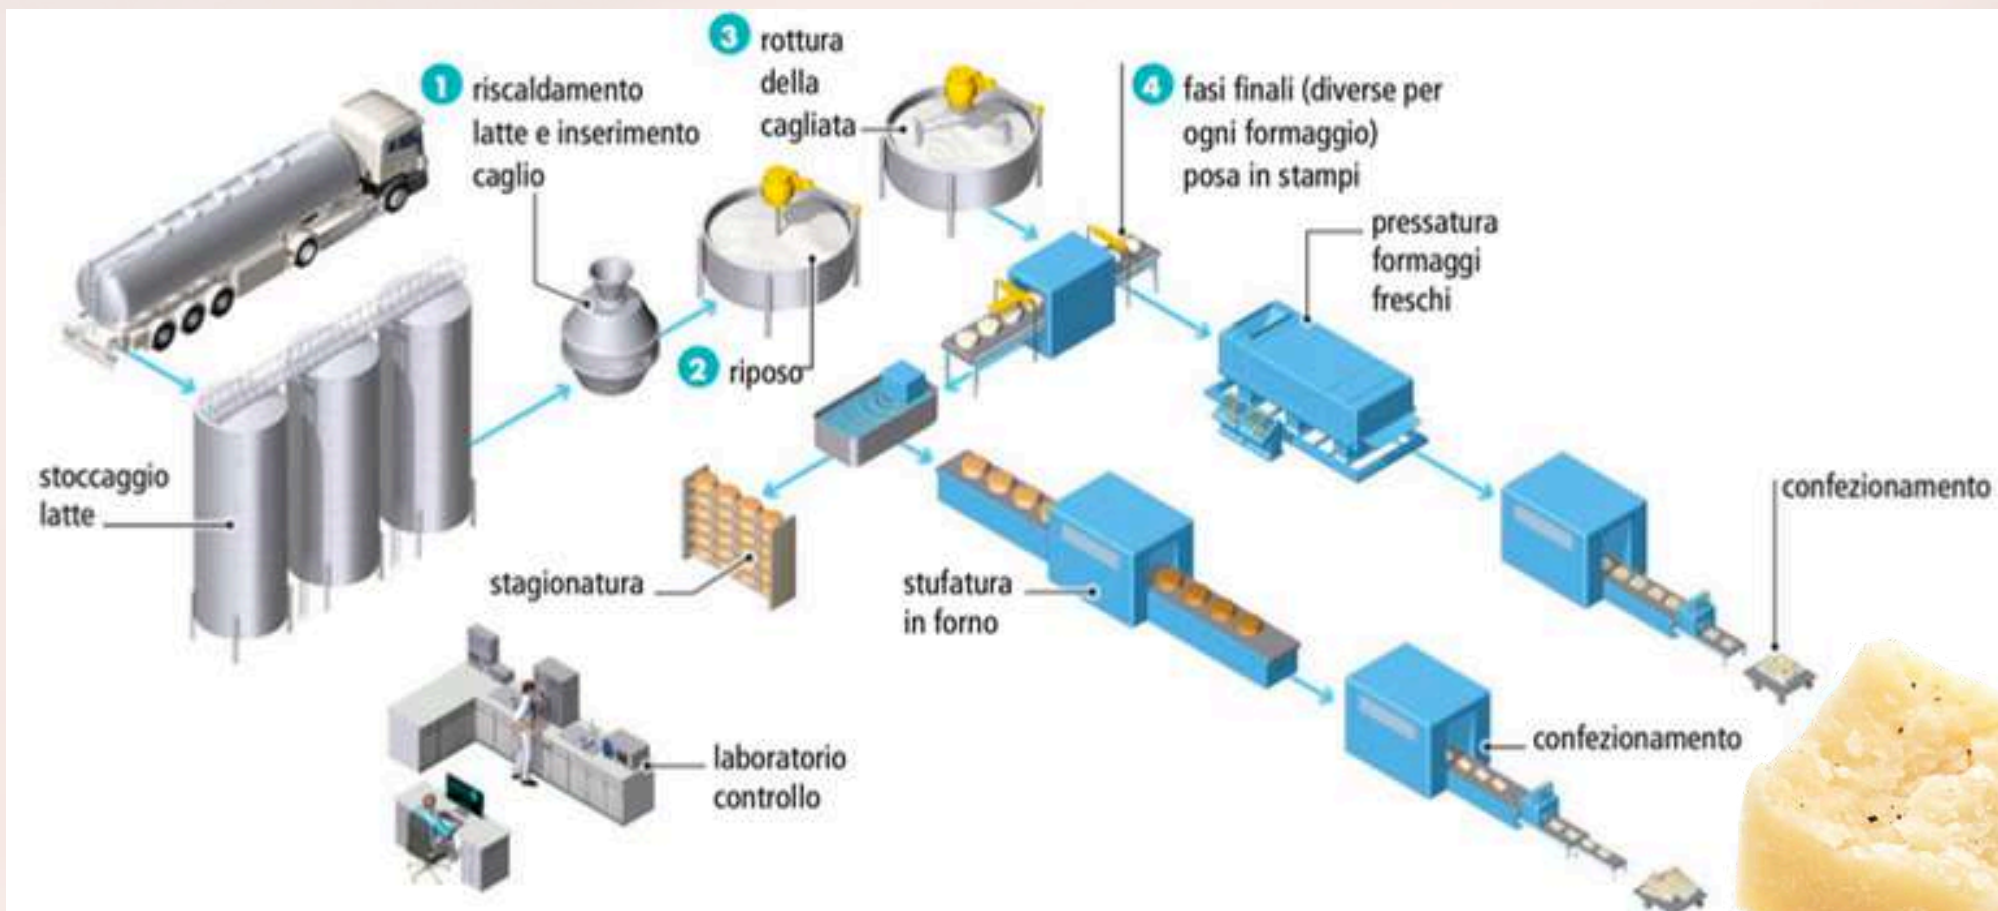 1
riscaldamento
latte e inserimento
caglio
3
rottura
della
cagliata
4
fasi finali (diverse per
ogni formaggio)
posa in stampi
pressatura
formaggi
freschi
2
riposo
stoccaggio
latte
confezionamento
stagionatura
stufatura
in forno
confezionamento
laboratorio
controllo